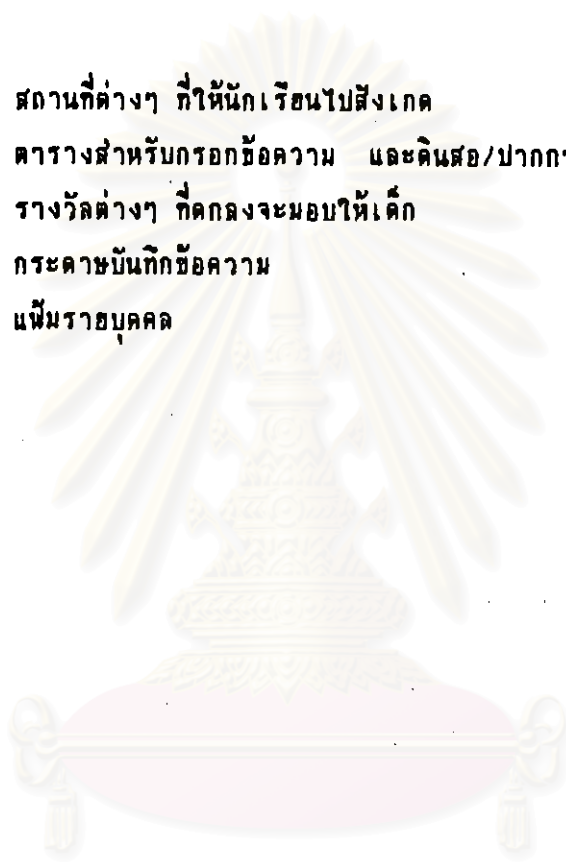 สถานที่ต่างๆ ที่ให้นักเรียนไปสังเกต
ตารางสำหรับกรอกข้อความ และดินสอ/ปากก
รางวัลต่างๆ ที่ตกลงจะมอบให้เด็ก
กระดาษบันทึกข้อความ
แฟ้มรายบุคคล